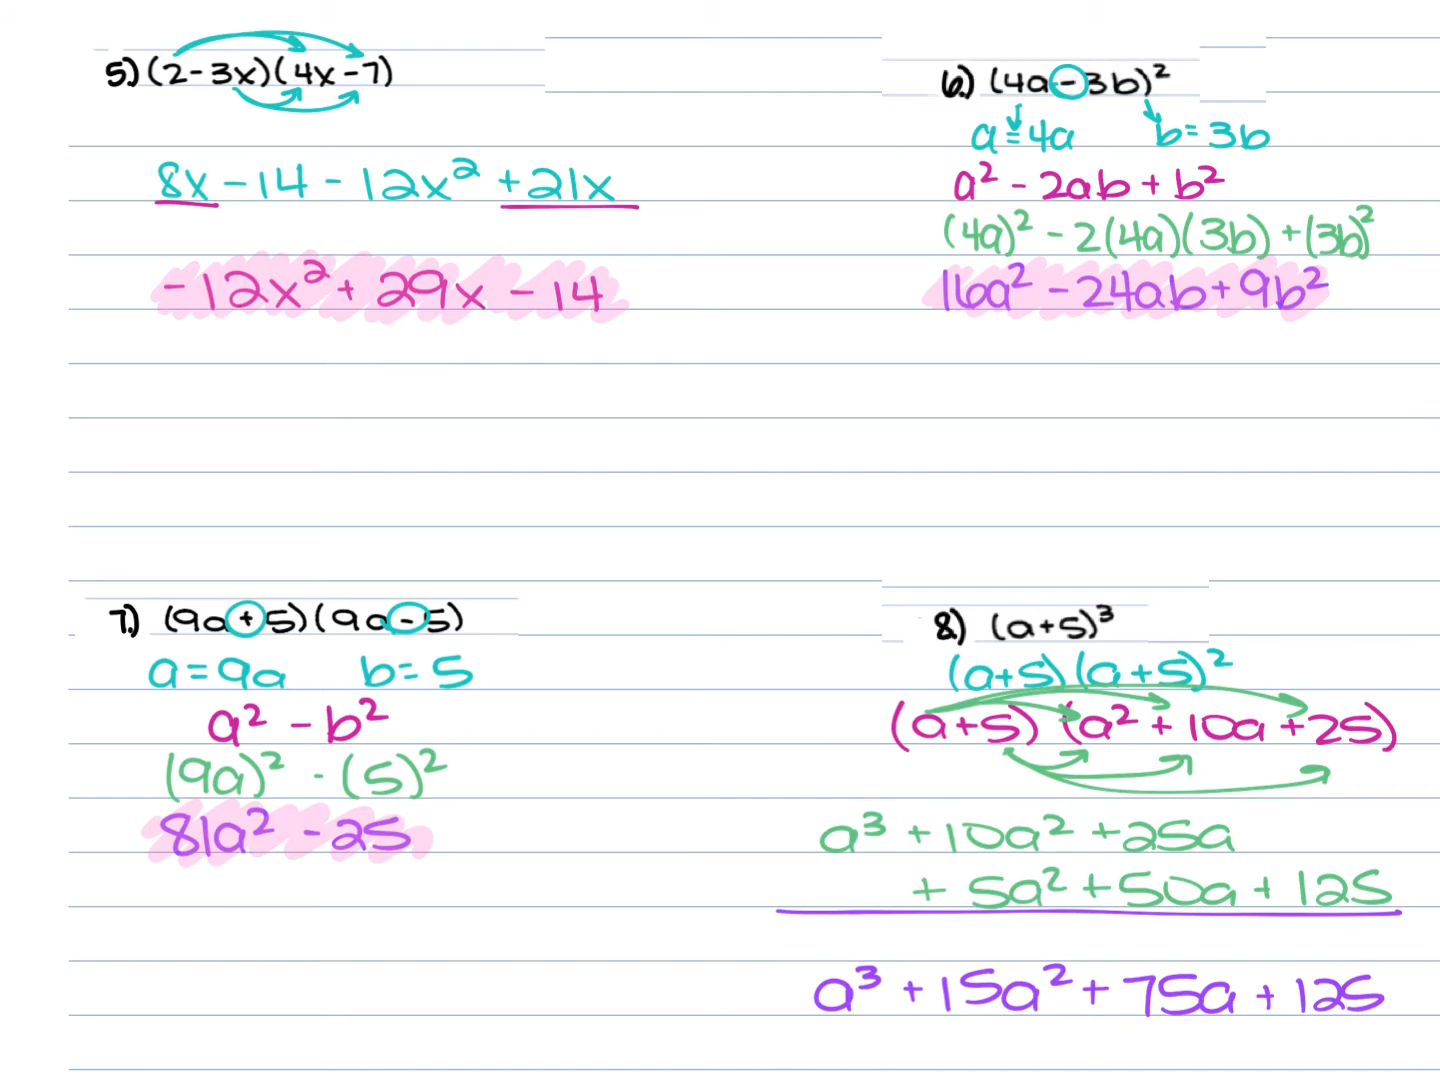 5.) (2-3x)(4x-7)
8x - 14 - 12x² + 21x
-12x² + 29x - 14
6.) (4a-3b)²
a = 4a b = 3b
a² - 2ab + b²
(4a)² - 2(4a)(3b) + (3b)²
16a² - 24ab + 9b²
7.) (9a+5)(9a-5)
a = 9a b = 5
a² - b²
(9a)² - (5)²
81a² - 25
8.) (a+5)³
(a+5)(a+5)²
(a+5)(a² + 10a + 25)
a³ + 10a² + 25a
+ 5a² + 50a + 125
a³ + 15a² + 75a + 125